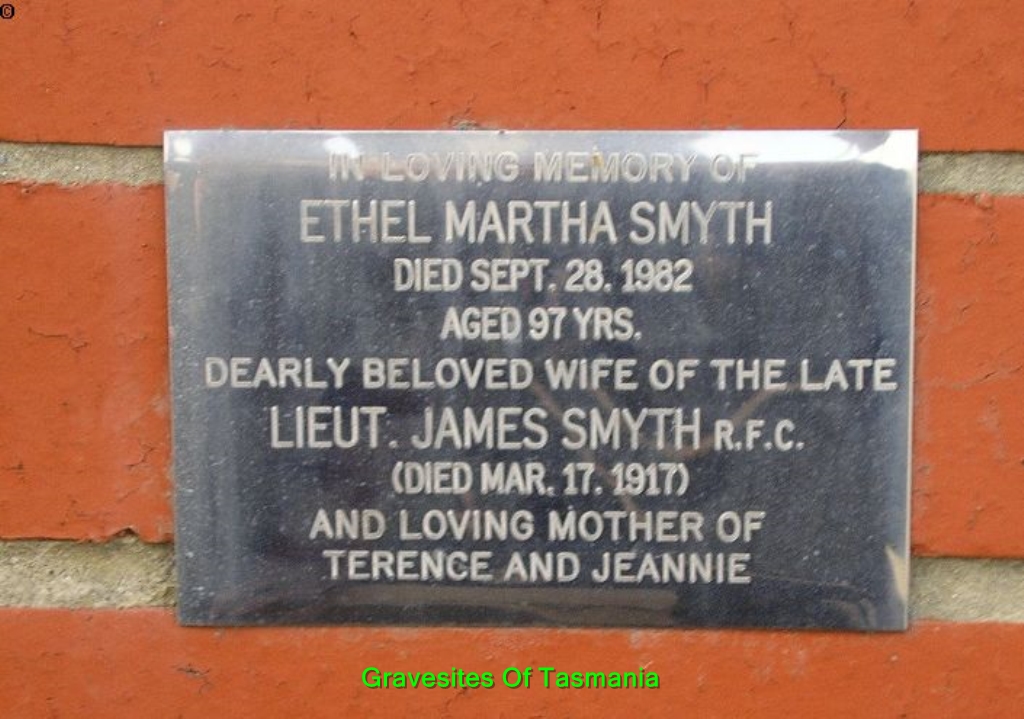 ©
IN LOVING MEMORY OF
ETHEL MARTHA SMYTH
DIED SEPT. 28. 1982
AGED 97 YRS.
DEARLY BELOVED WIFE OF THE LATE
LIEUT. JAMES SMYTH R.F.C.
(DIED MAR. 17. 1917)
AND LOVING MOTHER OF
TERENCE AND JEANNIE
Gravesites Of Tasmania